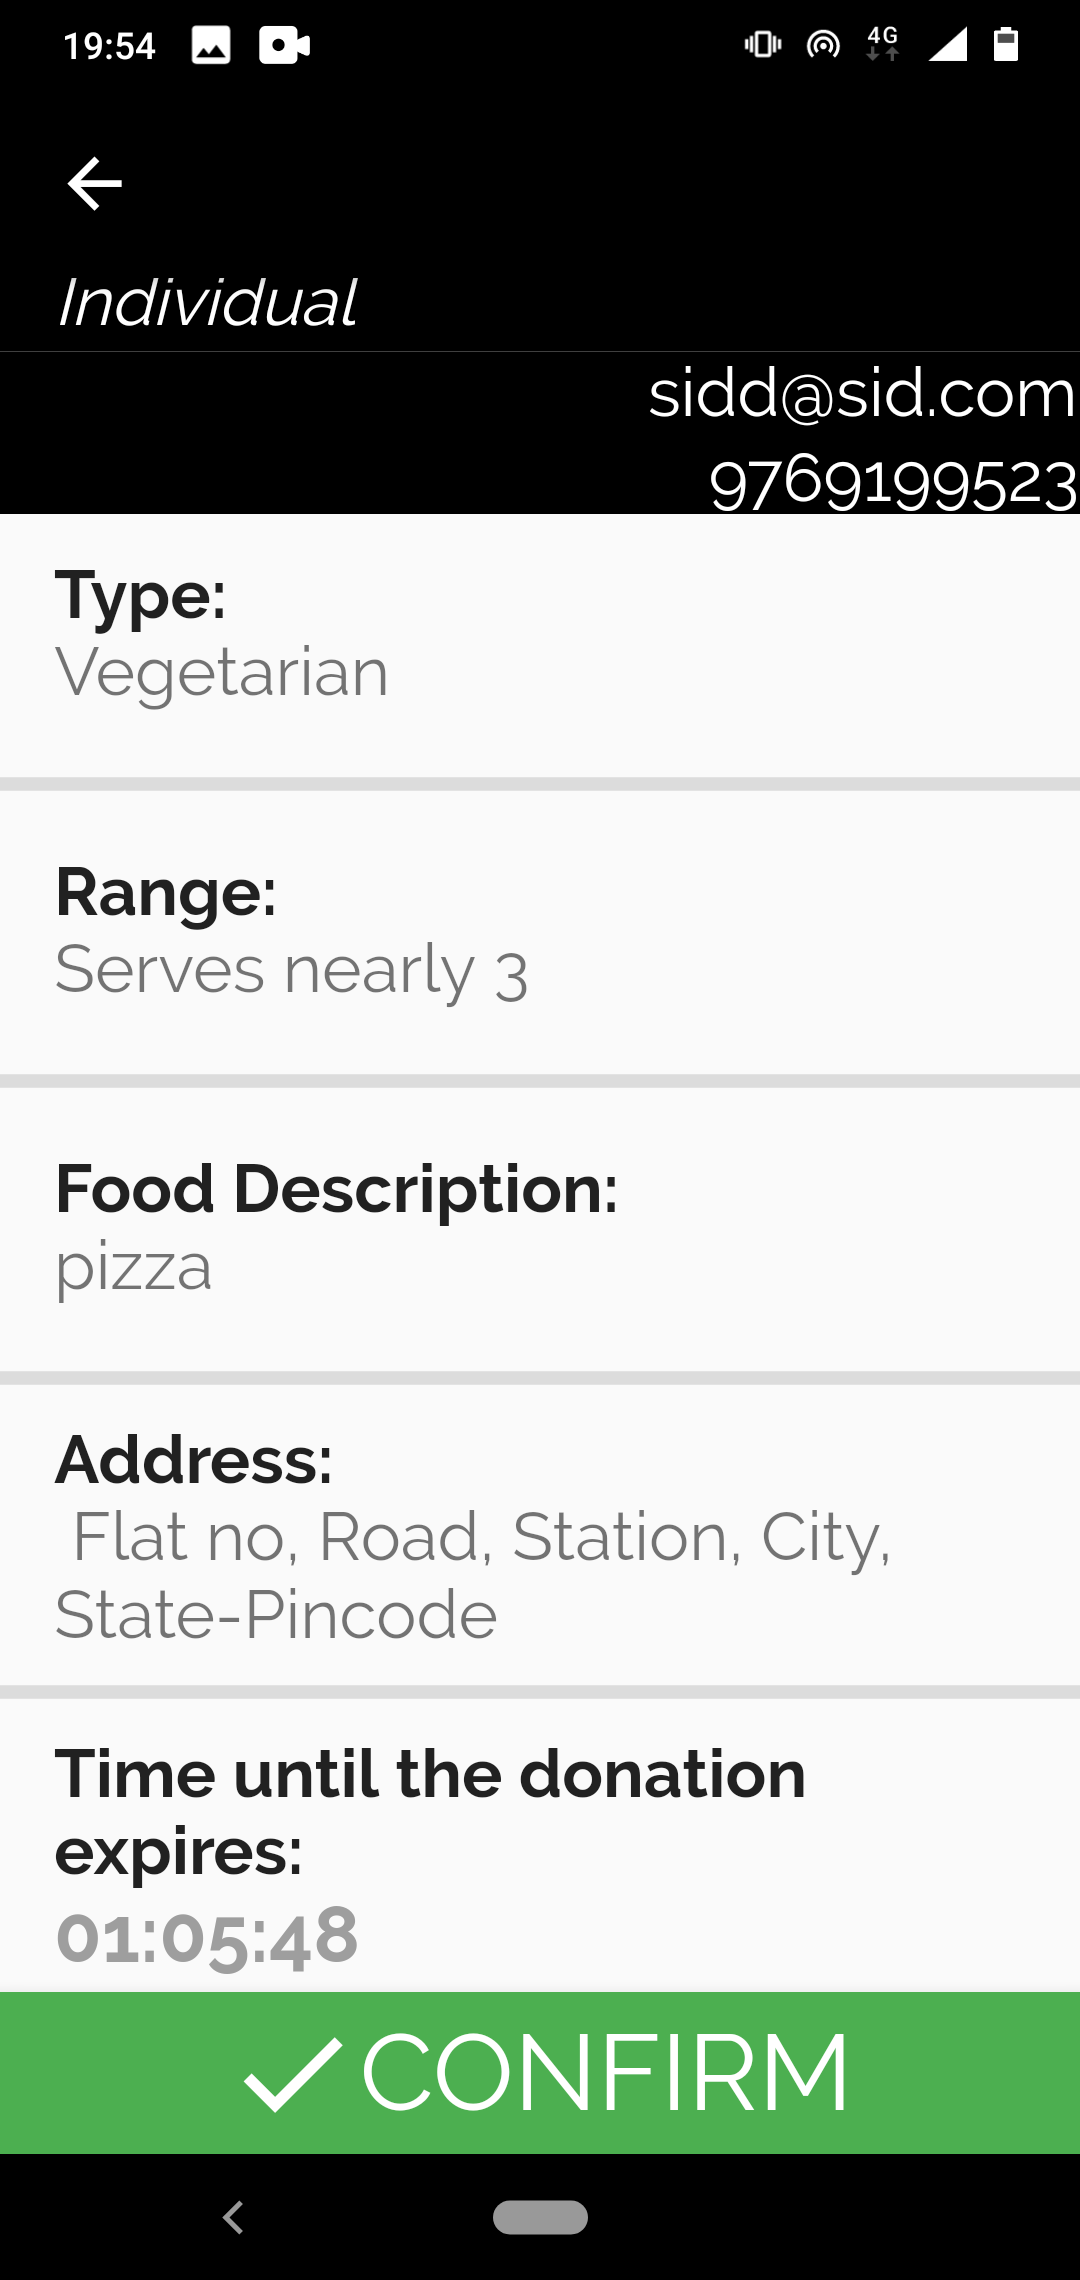 19:54
4G
Individual
sidd@sid.com
9769199523
Type:
Vegetarian
Range:
Serves nearly 3
Food Description:
pizza
Address:
Flat no, Road, Station, City,
State-Pincode
Time until the donation
expires:
01:05:48
CONFIRM